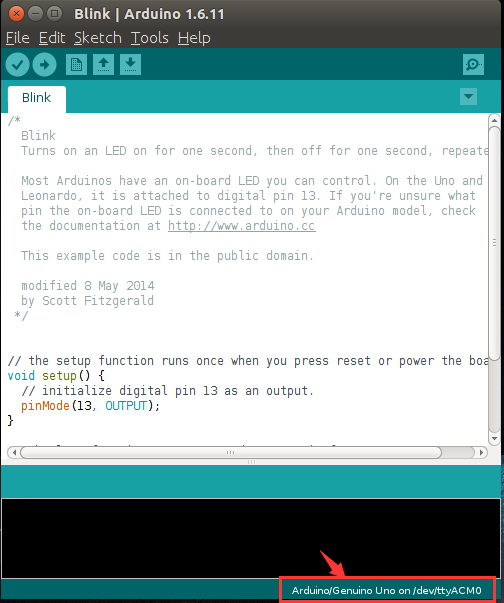 Blink | Arduino 1.6.11
File Edit Sketch Tools Help
Blink
/*
Blink
Turns on an LED on for one second, then off for one second, repeate
Most Arduinos have an on-board LED you can control. On the Uno and
Leonardo, it is attached to digital pin 13. If you're unsure what
pin the on-board LED is connected to on your Arduino model, check
the documentation at http://www.arduino.cc
This example code is in the public domain.
modified 8 May 2014
by Scott Fitzgerald
*/
// the setup function runs once when you press reset or power the boa
void setup() {
// initialize digital pin 13 as an output.
pinMode(13, OUTPUT);
}
Arduino/Genuino Uno on /dev/ttyACM0